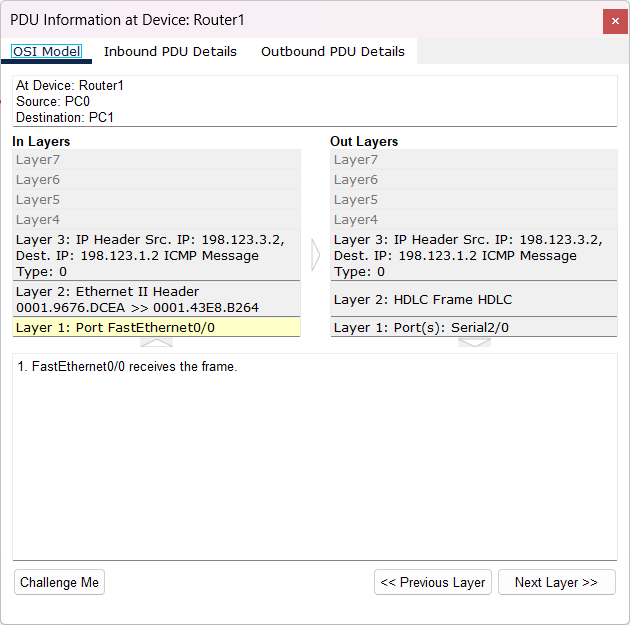 PDU Information at Device: Router1
×
OSI Model Inbound PDU Details Outbound PDU Details
At Device: Router1
Source: PC0
Destination: PC1
In Layers
Layer7
Layer6
Layer5
Layer4
Layer 3: IP Header Src. IP: 198.123.3.2,
Dest. IP: 198.123.1.2 ICMP Message
Type: 0
Layer 2: Ethernet II Header
0001.9676.DCEA >> 0001.43E8.B264
Layer 1: Port FastEthernet0/0
Out Layers
Layer7
Layer6
Layer5
Layer4
Layer 3: IP Header Src. IP: 198.123.3.2,
Dest. IP: 198.123.1.2 ICMP Message
Type: 0
Layer 2: HDLC Frame HDLC
Layer 1: Port(s): Serial2/0
1. FastEthernet0/0 receives the frame.
Challenge Me
<< Previous Layer
Next Layer >>